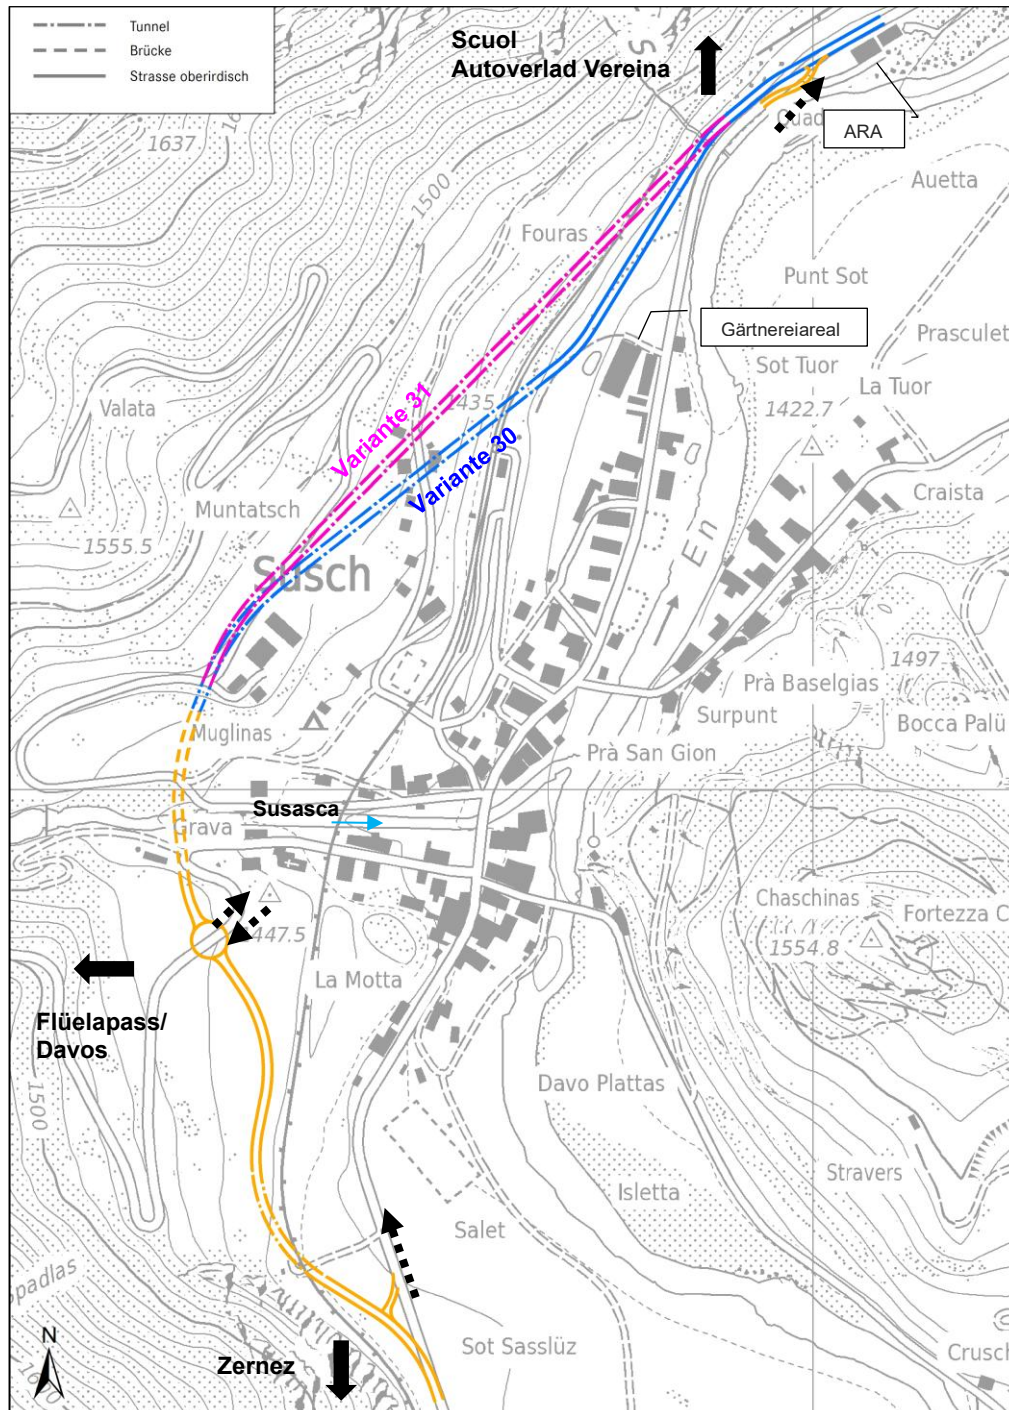 Tunnel
Brücke
Strasse oberirdisch
Scuol
Autoverlad Vereina
S
ARA
Quad
1637
1500
Auetta
Fouras
Punt Sot
Gärtnereiareal
Prasculet
Sot Tuor
La Tuor
1422.7
Valata
1435
Variante 31
Variante 30
Craista
Muntatsch
1555.5
Susch
En
1497
Prà Baselgias
Surpunt
Bocca Palü
Muglinas
Prà San Gion
Susasca
Grava
Chaschinas
Fortezza C
1447.5
1554.8
La Motta
Flüelapass/
Davos
1500
Davo Plattas
Stravers
Isletta
Salet
opadlas
N
Zernez
Sot Sasslüz
Crusch